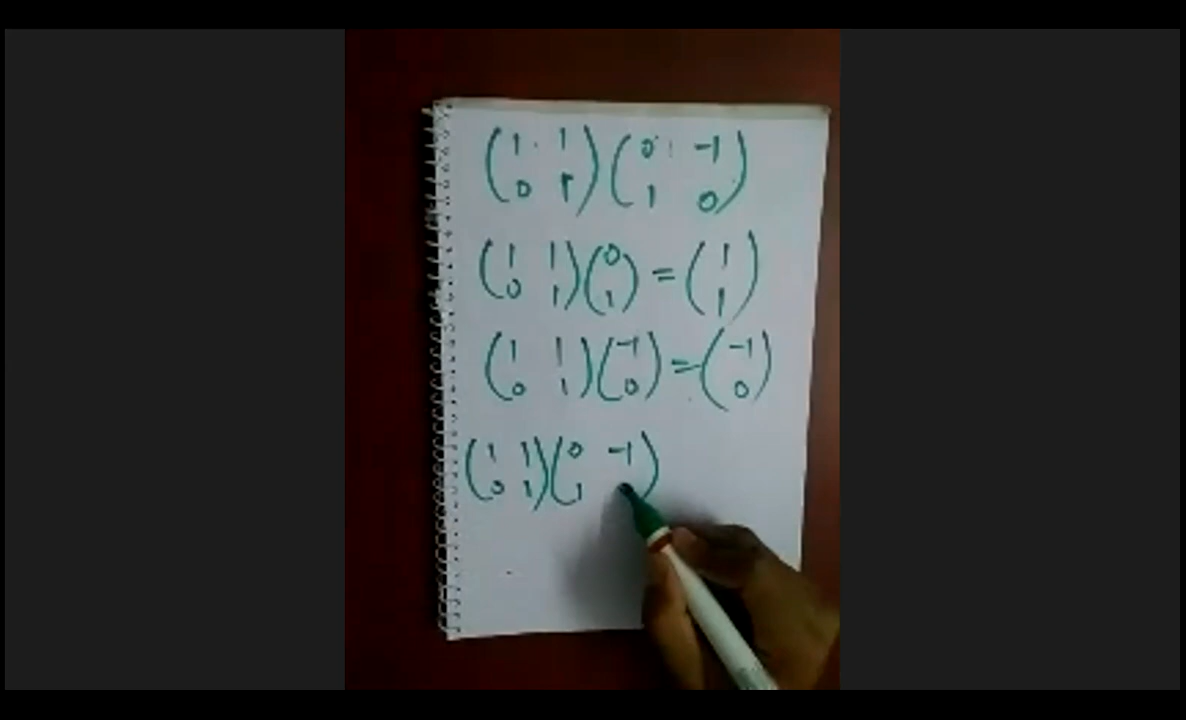 (1 1
0 1)(0 -1
1 0)
(1 1
0 1)(0
1) = (1
1)
(1 1
0 1)(-1
0) = (-1
0)
(1 1
0 1)(0 -1
1 )